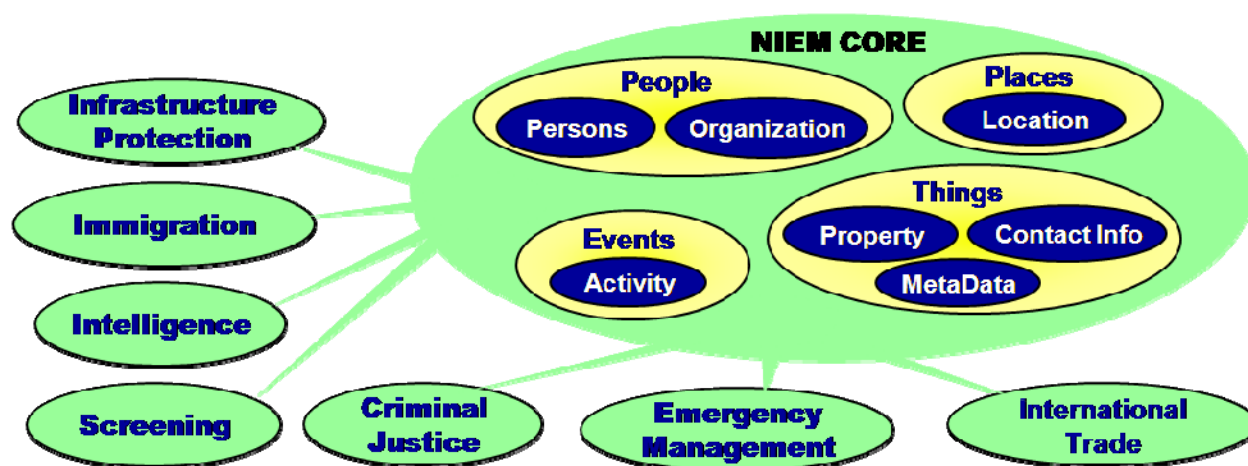 NIEM CORE
People
Persons
Organization
Places
Location
Things
Property
Contact Info
MetaData
Events
Activity
Infrastructure
Protection
Immigration
Intelligence
Screening
Criminal
Justice
Emergency
Management
International
Trade